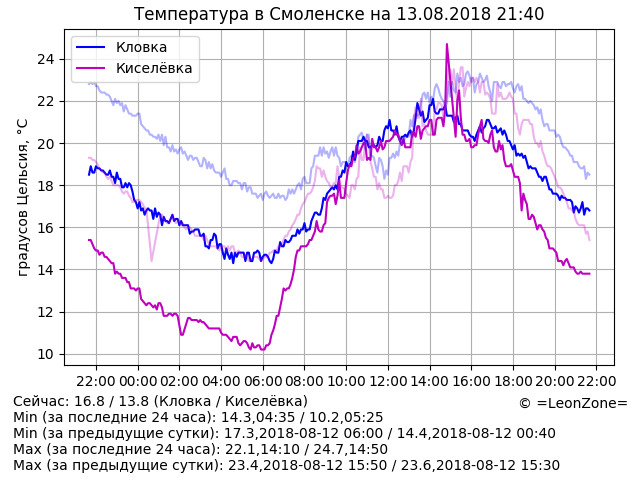 Температура в Смоленске на 13.08.2018 21:40
Кловка
Киселёвка
градусов Цельсия, °C
24
22
20
18
16
14
12
10
22:00 00:00 02:00 04:00 06:00 08:00 10:00 12:00 14:00 16:00 18:00 20:00 22:00
Сейчас: 16.8 / 13.8 (Кловка / Киселёвка)
© =LeonZone=
Min (за последние 24 часа): 14.3,04:35 / 10.2,05:25
Min (за предыдущие сутки): 17.3,2018-08-12 06:00 / 14.4,2018-08-12 00:40
Max (за последние 24 часа): 22.1,14:10 / 24.7,14:50
Max (за предыдущие сутки): 23.4,2018-08-12 15:50 / 23.6,2018-08-12 15:30